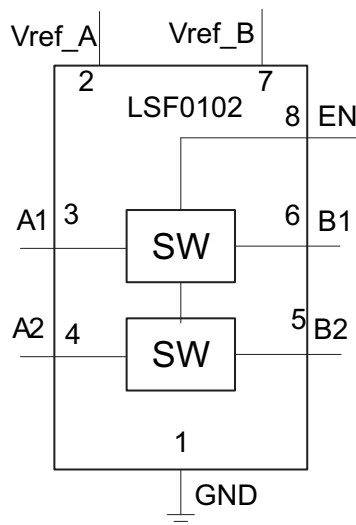 Vref_A Vref_B
2 7
LSF0102
8 EN
A1 3 6 B1
SW
A2 4 5 B2
SW
1
GND